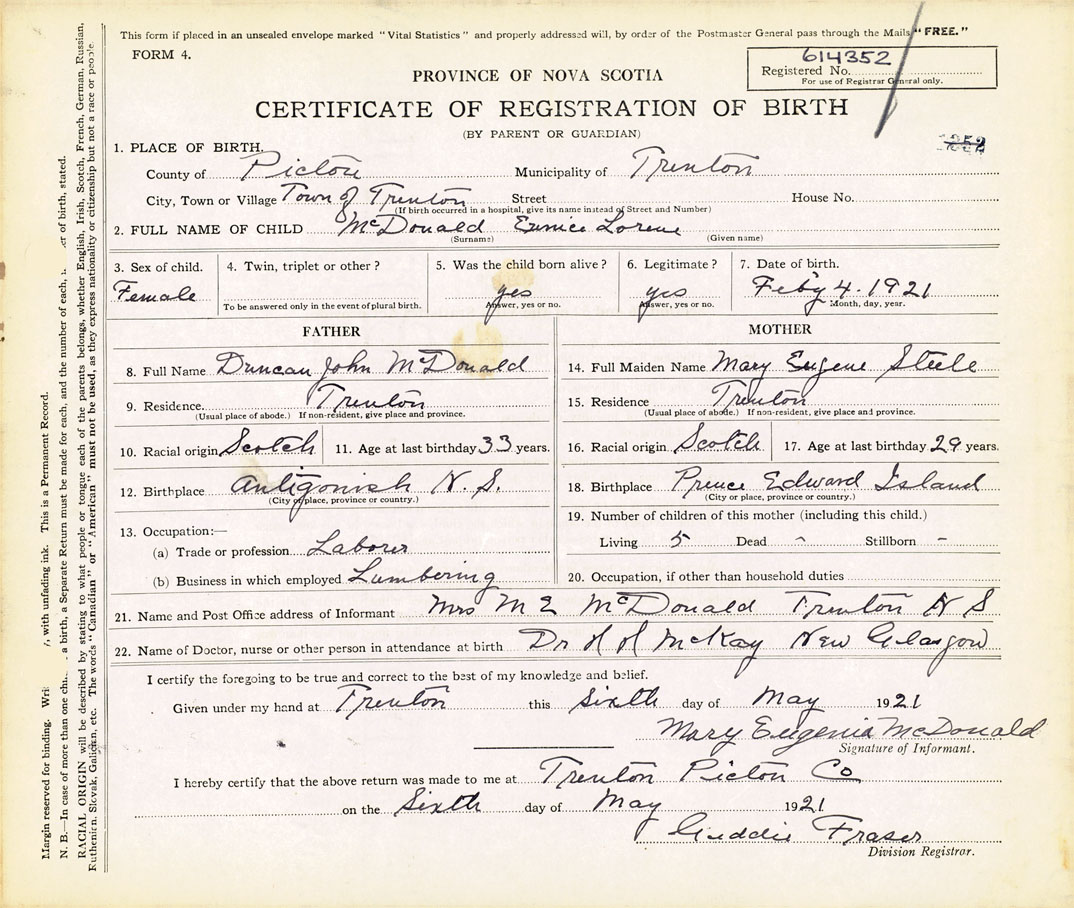 This form if placed in an unsealed envelope marked "Vital Statistics" and properly addressed will, by order of the Postmaster General pass through the Mails "FREE."
FORM 4.
614352
Registered No.
For use of Registrar General only.
PROVINCE OF NOVA SCOTIA
CERTIFICATE OF REGISTRATION OF BIRTH
(BY PARENT OR GUARDIAN)
1. PLACE OF BIRTH.
County of Pictou Municipality of Trenton
City, Town or Village Town of Trenton Street House No.
(If birth occurred in a hospital, give its name instead of Street and Number)
2. FULL NAME OF CHILD McDonald Eunice Lorene
(Surname) (Given name)
3. Sex of child. 4. Twin, triplet or other? 5. Was the child born alive? 6. Legitimate? 7. Date of birth.
Female yes yes Feby 4. 1921
To be answered only in the event of plural birth. Answer, yes or no. Answer, yes or no. Month, day, year.
FATHER
8. Full Name Duncan John McDonald
9. Residence Trenton
(Usual place of abode.) If non-resident, give place and province.
10. Racial origin Scotch 11. Age at last birthday 33 years.
12. Birthplace Antigonish N. S.
(City or place, province or country.)
13. Occupation:—
(a) Trade or profession Laborer
(b) Business in which employed Lumbering
MOTHER
14. Full Maiden Name Mary Eugene Steele
15. Residence Trenton
(Usual place of abode.) If non-resident, give place and province.
16. Racial origin Scotch 17. Age at last birthday 29 years.
18. Birthplace Prince Edward Island
(City or place, province or country.)
19. Number of children of this mother (including this child.)
Living 5 Dead - Stillborn -
20. Occupation, if other than household duties
21. Name and Post Office address of Informant Mrs M E McDonald Trenton N S
22. Name of Doctor, nurse or other person in attendance at birth Dr H H McKay New Glasgow
I certify the foregoing to be true and correct to the best of my knowledge and belief.
Given under my hand at Trenton this sixth day of May 1921
Mary Eugenia McDonald
Signature of Informant.
I hereby certify that the above return was made to me at Trenton Pictou Co
on the Sixth day of May 1921
Fraser
Division Registrar.
Margin reserved for binding. with unfading ink. This is a Permanent Record.
N. B.—In case of more than one a birth, a Separate Return must be made for each, and the number of each, of birth, stated.
RACIAL ORIGIN will be described by stating to what people or tongue each of the parents belongs, whether English, Irish, Scotch, French, German, Russian,
Ruthenian, Slovak, Galician, etc. The words "Canadian" or "American" must not be used, as they express nationality or citizenship but not a race or people.